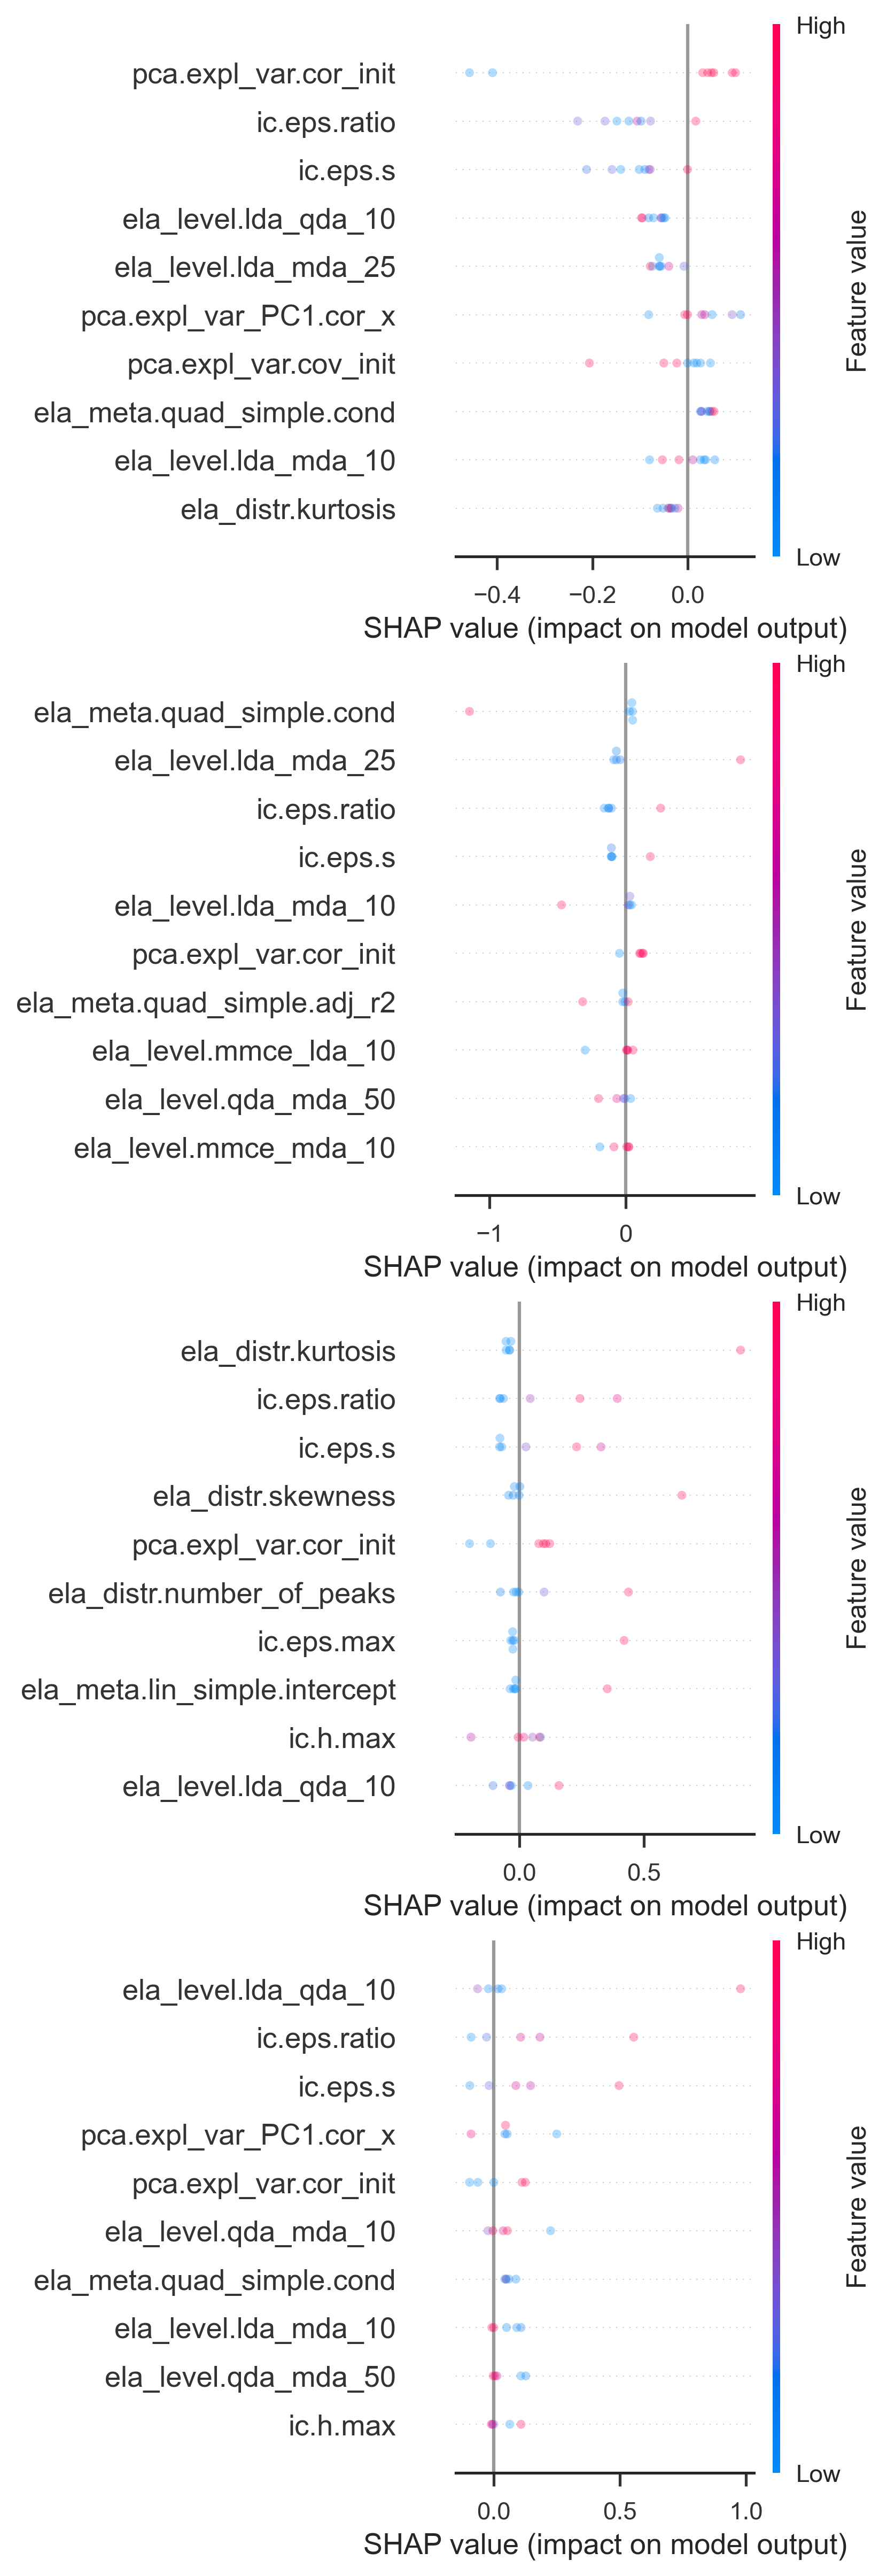 High
pca.expl_var.cor_init
ic.eps.ratio
ic.eps.s
ela_level.lda_qda_10
ela_level.lda_mda_25
pca.expl_var_PC1.cor_x
pca.expl_var.cov_init
ela_meta.quad_simple.cond
ela_level.lda_mda_10
ela_distr.kurtosis
Feature value
Low
−0.4 −0.2 0.0
SHAP value (impact on model output)
High
ela_meta.quad_simple.cond
ela_level.lda_mda_25
ic.eps.ratio
ic.eps.s
ela_level.lda_mda_10
pca.expl_var.cor_init
ela_meta.quad_simple.adj_r2
ela_level.mmce_lda_10
ela_level.qda_mda_50
ela_level.mmce_mda_10
Feature value
Low
−1 0
SHAP value (impact on model output)
High
ela_distr.kurtosis
ic.eps.ratio
ic.eps.s
ela_distr.skewness
pca.expl_var.cor_init
ela_distr.number_of_peaks
ic.eps.max
ela_meta.lin_simple.intercept
ic.h.max
ela_level.lda_qda_10
Feature value
Low
0.0 0.5
SHAP value (impact on model output)
High
ela_level.lda_qda_10
ic.eps.ratio
ic.eps.s
pca.expl_var_PC1.cor_x
pca.expl_var.cor_init
ela_level.qda_mda_10
ela_meta.quad_simple.cond
ela_level.lda_mda_10
ela_level.qda_mda_50
ic.h.max
Feature value
Low
0.0 0.5 1.0
SHAP value (impact on model output)